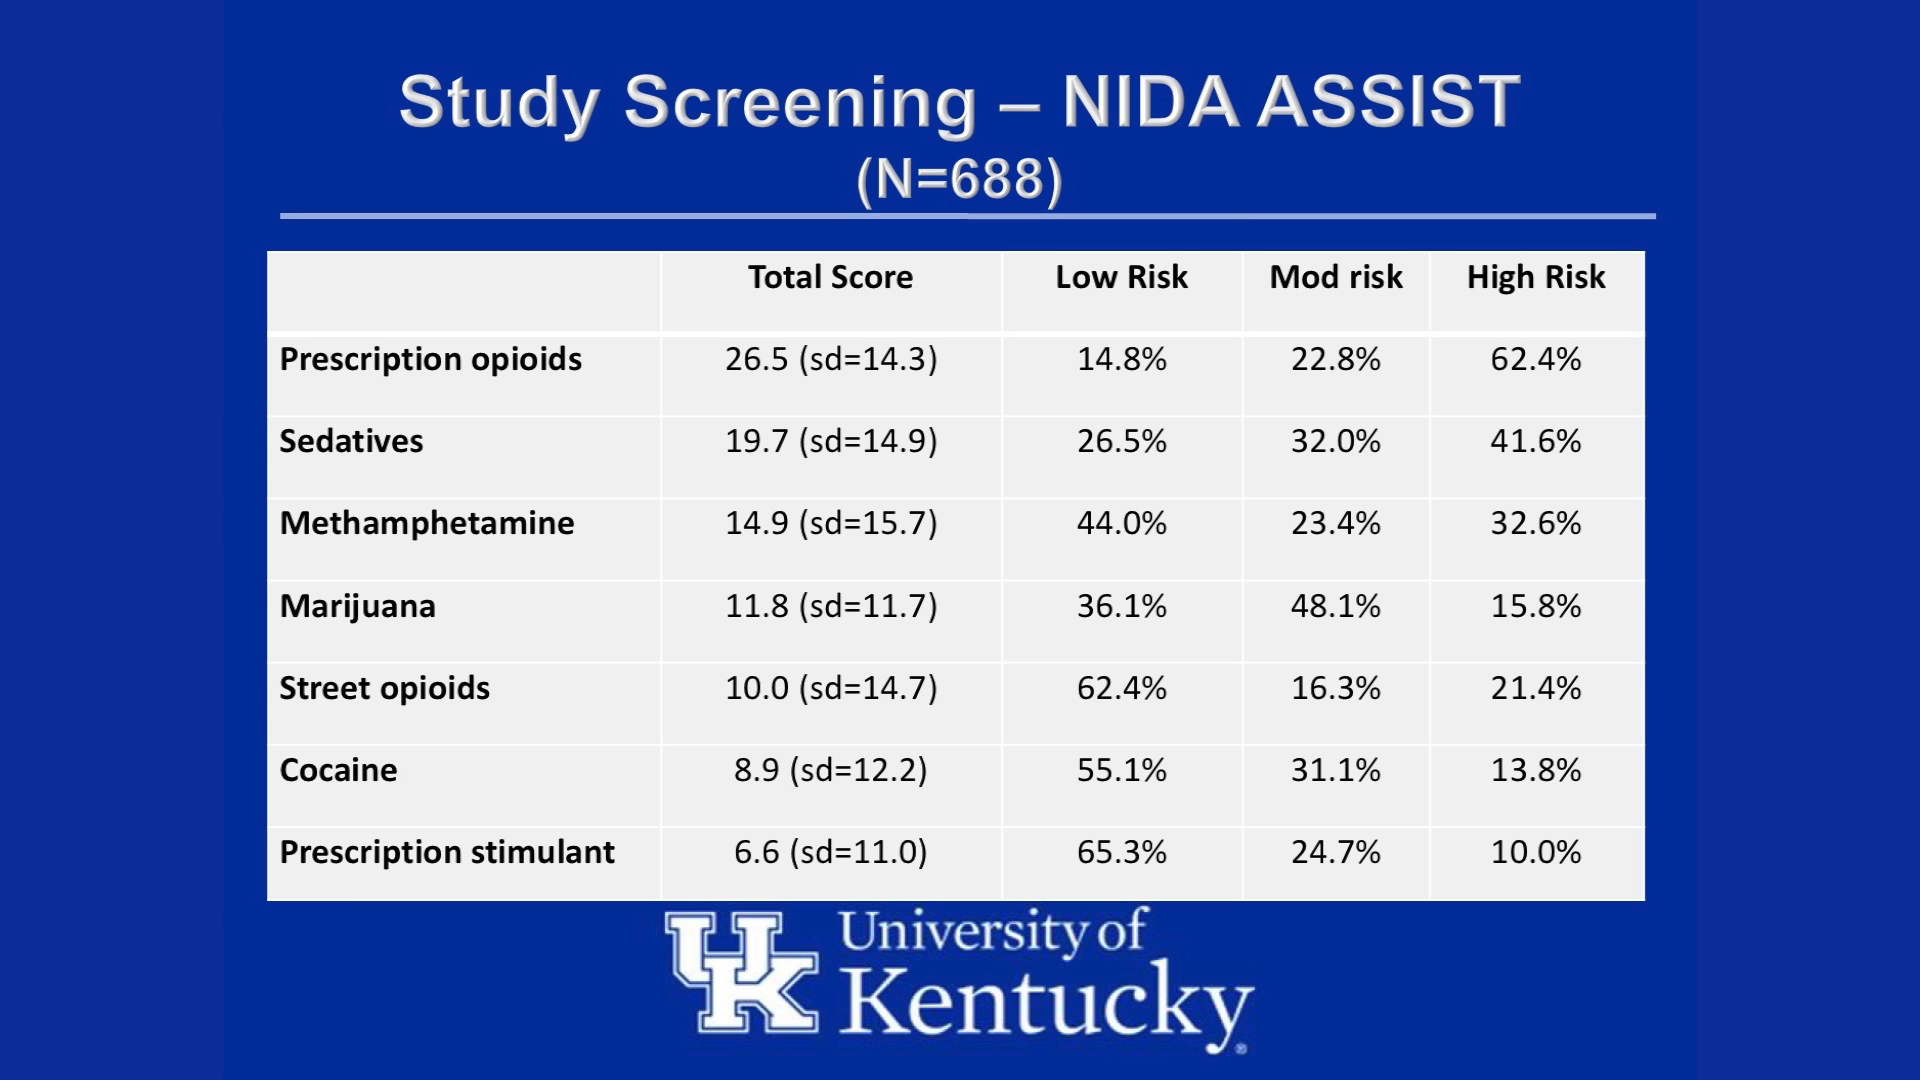 Study Screening – NIDA ASSIST
(N=688)
Total Score Low Risk Mod risk High Risk
Prescription opioids 26.5 (sd=14.3) 14.8% 22.8% 62.4%
Sedatives 19.7 (sd=14.9) 26.5% 32.0% 41.6%
Methamphetamine 14.9 (sd=15.7) 44.0% 23.4% 32.6%
Marijuana 11.8 (sd=11.7) 36.1% 48.1% 15.8%
Street opioids 10.0 (sd=14.7) 62.4% 16.3% 21.4%
Cocaine 8.9 (sd=12.2) 55.1% 31.1% 13.8%
Prescription stimulant 6.6 (sd=11.0) 65.3% 24.7% 10.0%
UK University of
Kentucky®